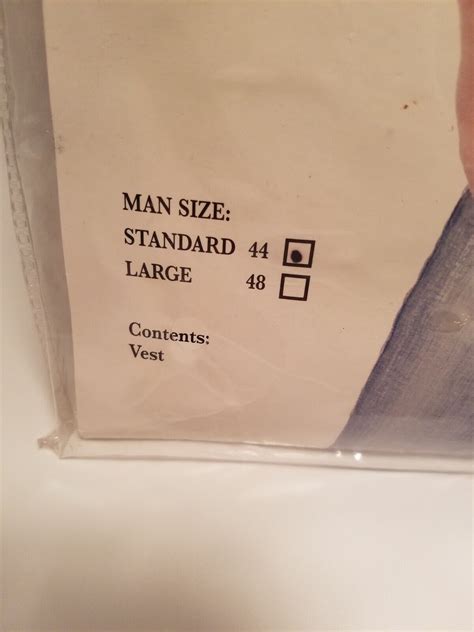 MAN SIZE:
STANDARD 44
LARGE 48
Contents:
Vest